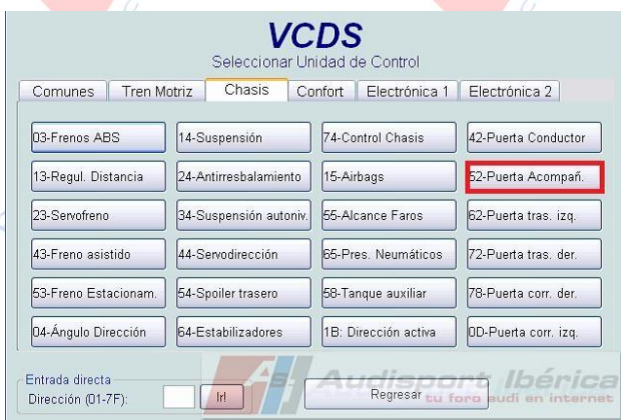 VCDS
Seleccionar Unidad de Control
Comunes Tren Motriz Chasis Confort Electrónica 1 Electrónica 2
03-Frenos ABS 14-Suspensión 74-Control Chasis 42-Puerta Conductor
13-Regul. Distancia 24-Antirresbalamiento 15-Airbags 52-Puerta Acompañ.
23-Servofreno 34-Suspensión autoniv. 55-Alcance Faros 62-Puerta tras. izq.
43-Freno asistido 44-Servodirección 65-Pres. Neumáticos 72-Puerta tras. der.
53-Freno Estacionam. 54-Spoiler trasero 58-Tanque auxiliar 78-Puerta corr. der.
04-Ángulo Dirección 64-Estabilizadores 1B: Dirección activa 0D-Puerta corr. izq.
Entrada directa
Dirección (01-7F): Ir! Regresar
Audisport Ibérica
tu foro audi en internet